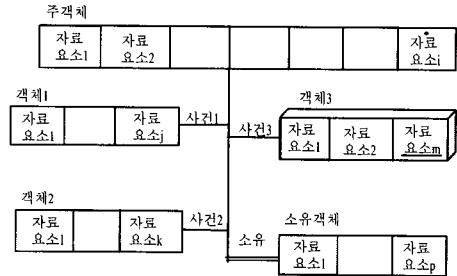 주객체
자료 요소1 자료 요소2 자료 요소i
객체1
자료 요소1 자료 요소j
사건1
사건3
객체3
자료 요소1 자료 요소2 자료 요소m
객체2
자료 요소1 자료 요소k
사건2
소유
소유객체
자료 요소1 자료 요소p